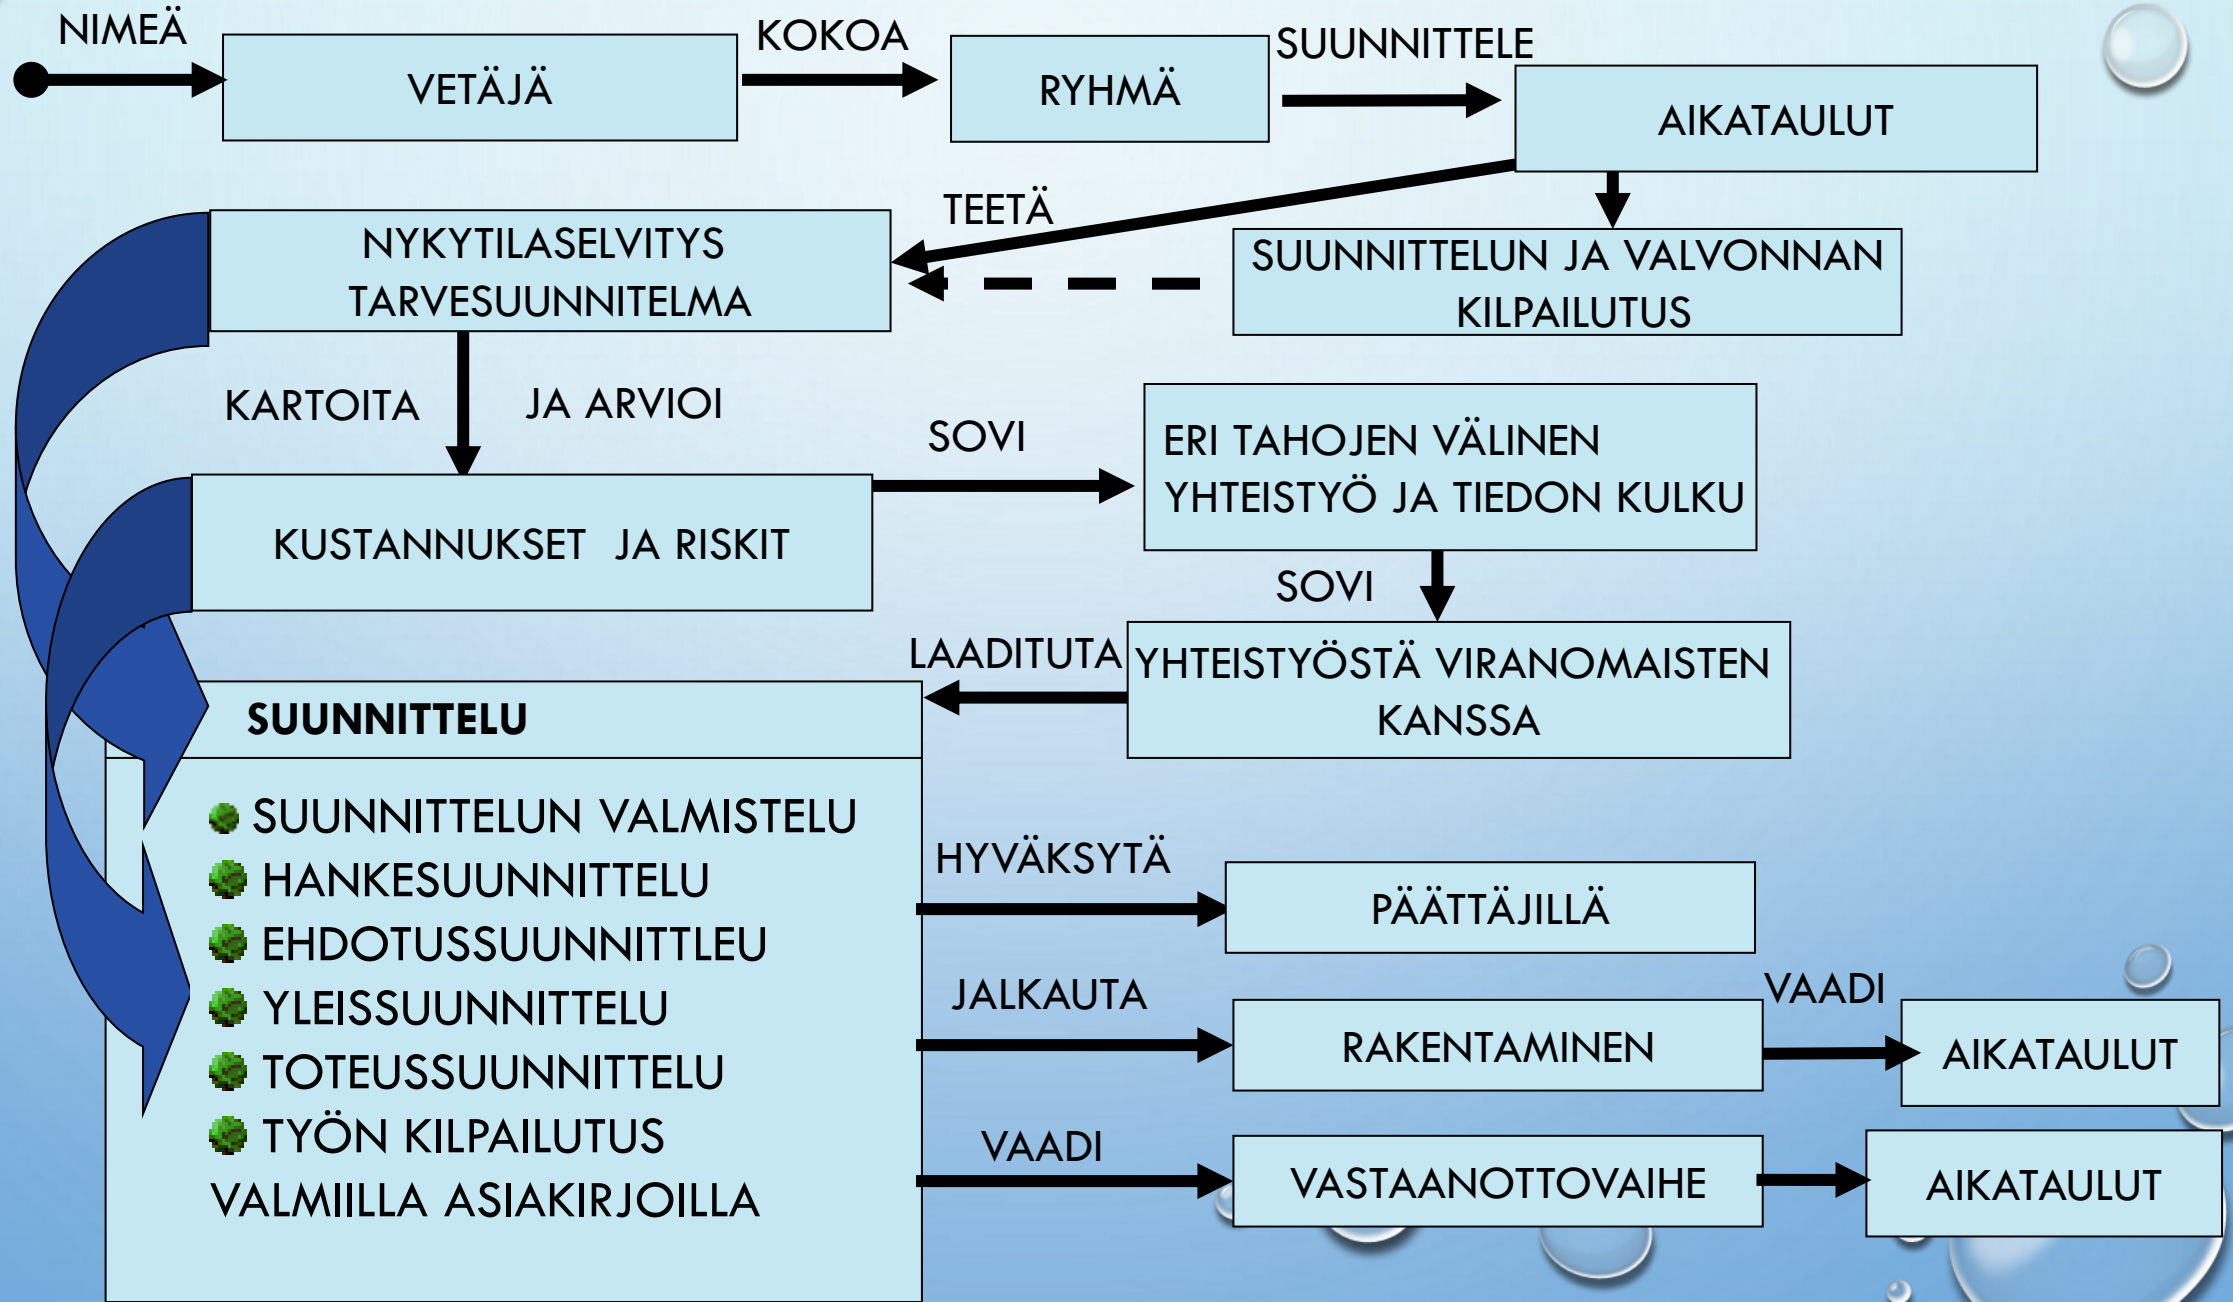 NIMEÄ
VETÄJÄ
KOKOA
RYHMÄ
SUUNNITTELE
AIKATAULUT
TEETÄ
NYKYTILASELVITYS
TARVESUUNNITELMA
SUUNNITTELUN JA VALVONNAN
KILPAILUTUS
KARTOITA
JA ARVIOI
KUSTANNUKSET JA RISKIT
SOVI
ERI TAHOJEN VÄLINEN
YHTEISTYÖ JA TIEDON KULKU
SOVI
YHTEISTYÖSTÄ VIRANOMAISTEN
KANSSA
LAADITUTA
SUUNNITTELU
SUUNNITTELUN VALMISTELU
HANKESUUNNITTELU
EHDOTUSSUUNNITTLEU
YLEISSUUNNITTELU
TOTEUSSUUNNITTELU
TYÖN KILPAILUTUS
VALMIILLA ASIAKIRJOILLA
HYVÄKSYTÄ
PÄÄTTÄJILLÄ
JALKAUTA
RAKENTAMINEN
VAADI
AIKATAULUT
VAADI
VASTAANOTTOVAIHE
AIKATAULUT